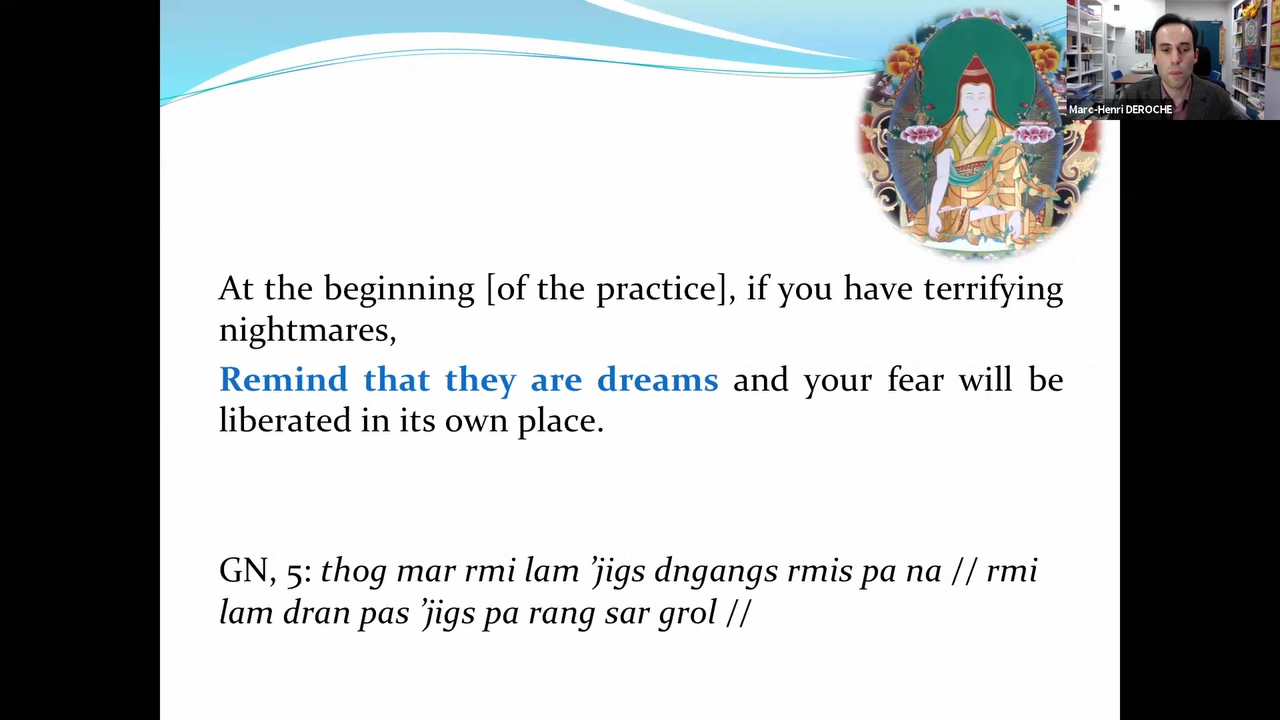 Marc-Henri DEROCHE
At the beginning [of the practice], if you have terrifying
nightmares,
Remind that they are dreams and your fear will be
liberated in its own place.
GN, 5: thog mar rmi lam ’jigs dngangs rmis pa na // rmi
lam dran pas ’jigs pa rang sar grol //